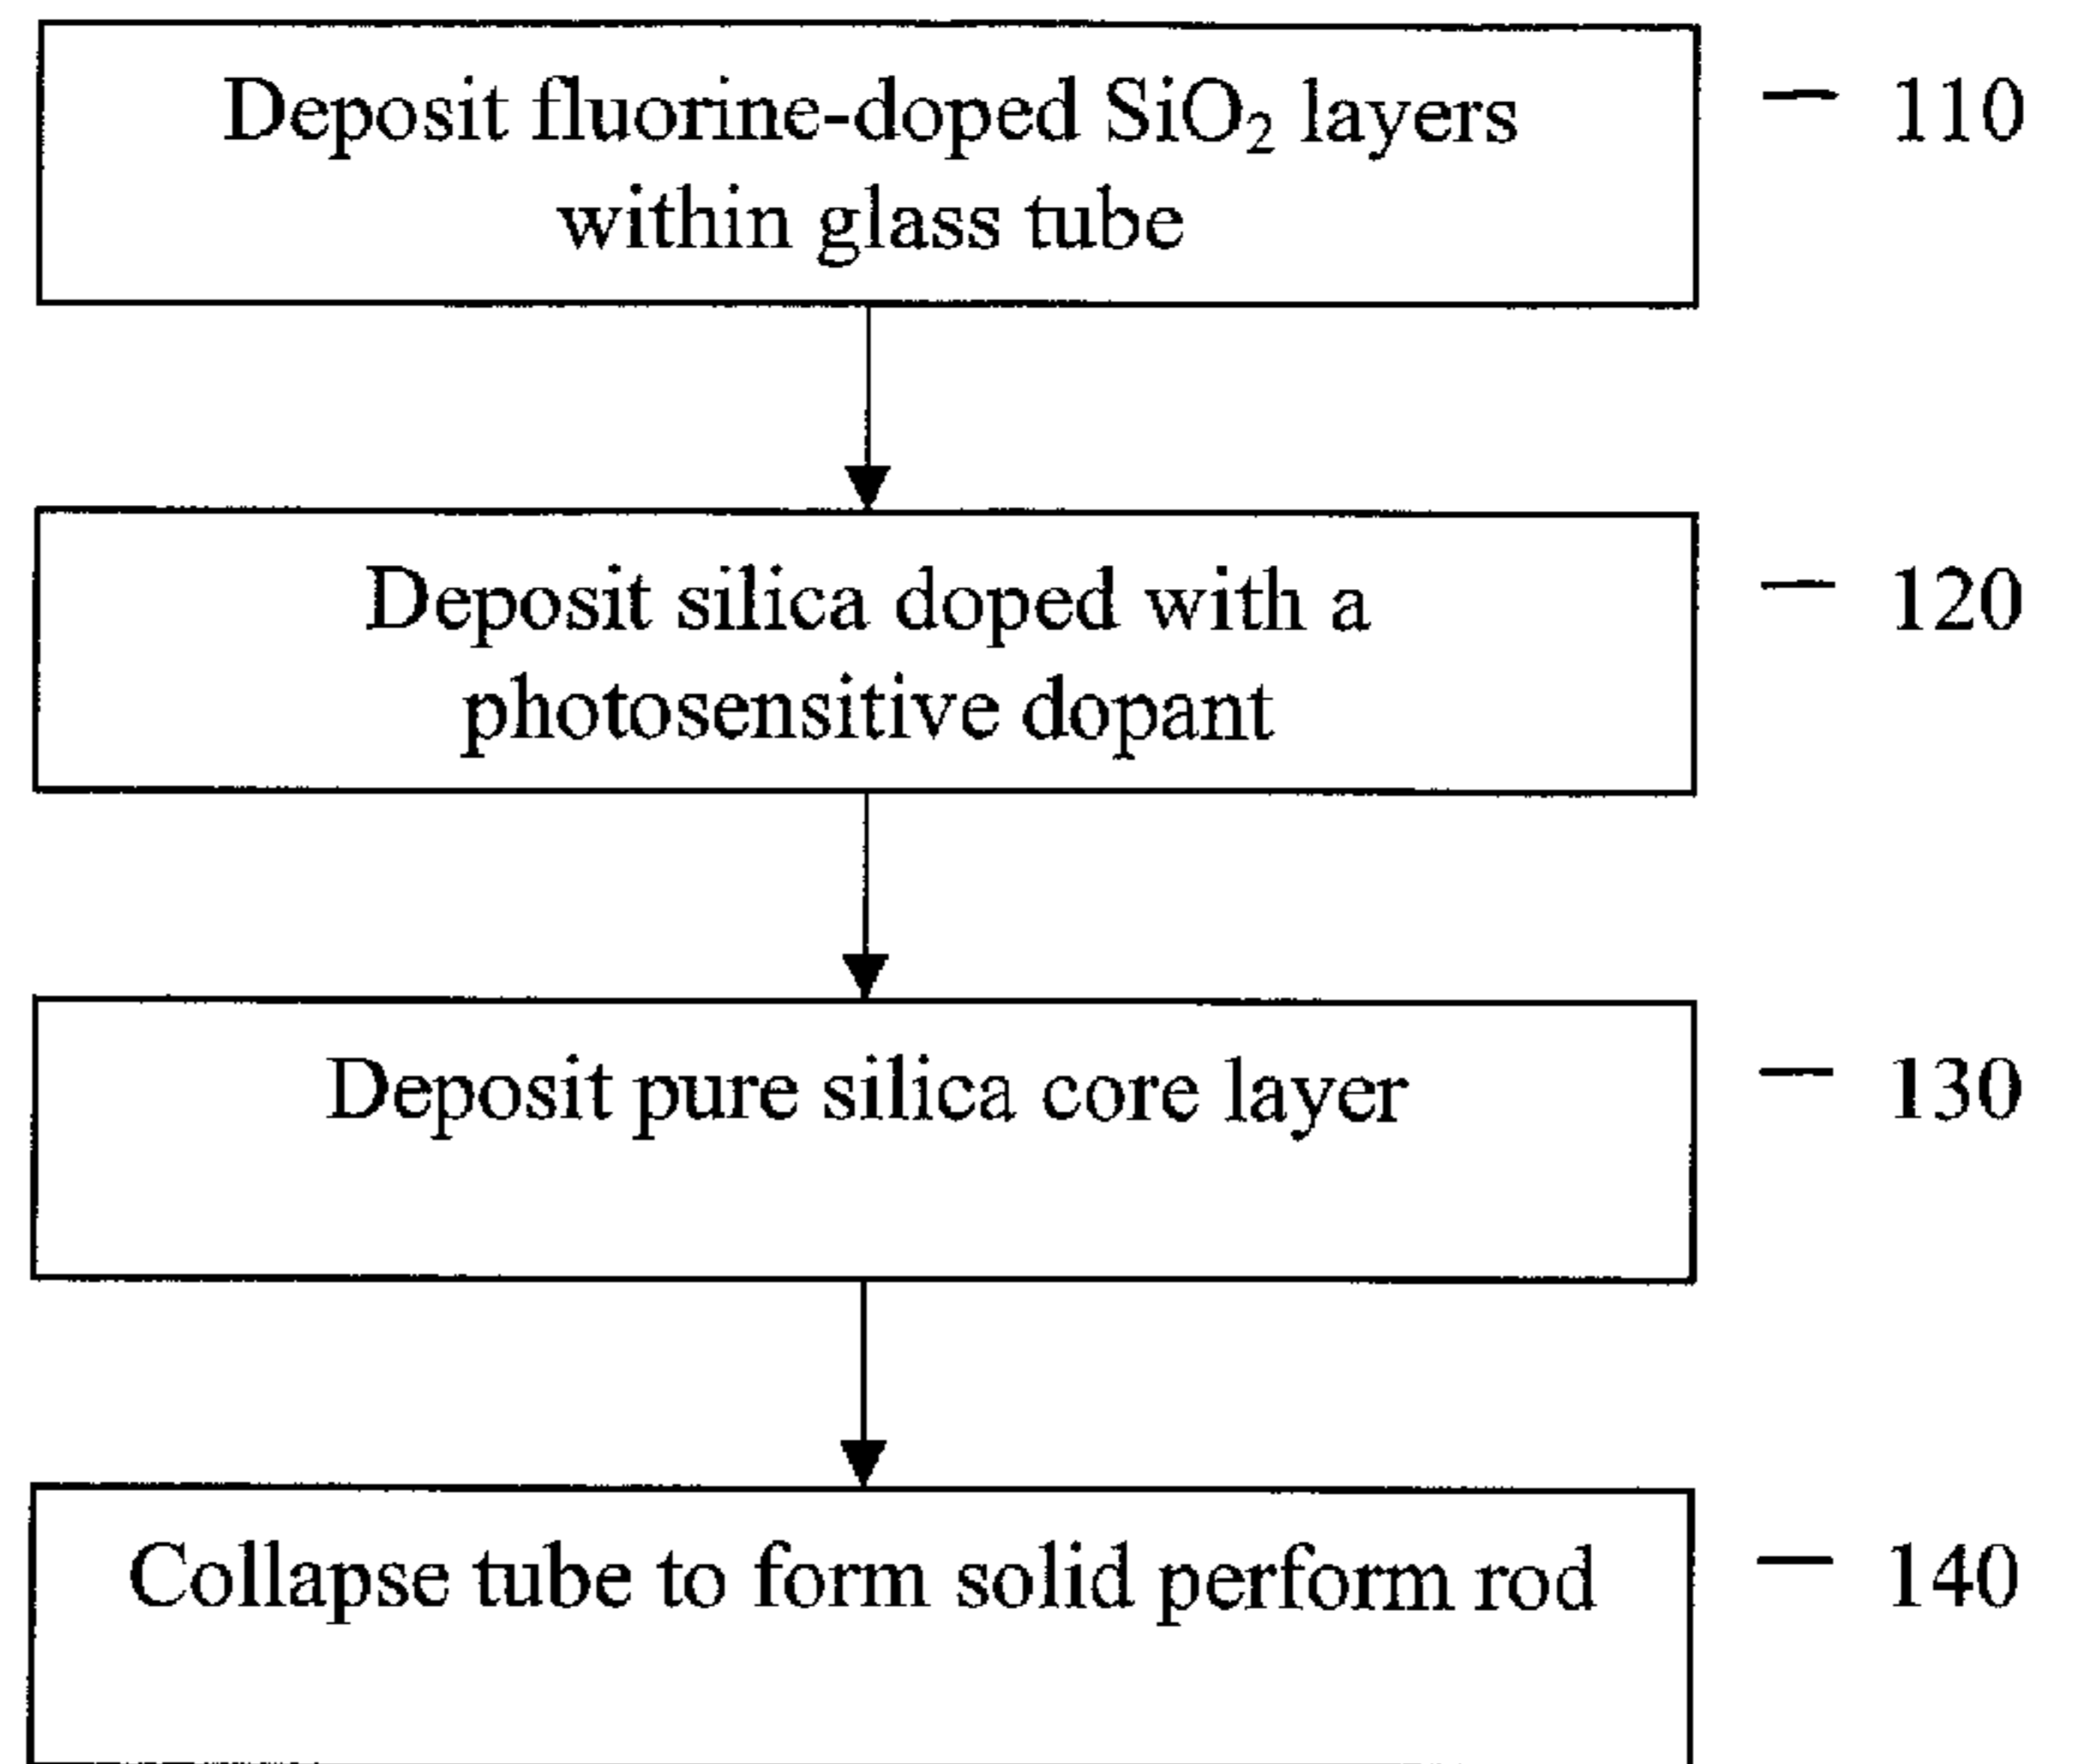 Deposit fluorine-doped SiO₂ layers — 110
within glass tube
Deposit silica doped with a — 120
photosensitive dopant
Deposit pure silica core layer — 130
Collapse tube to form solid perform rod — 140